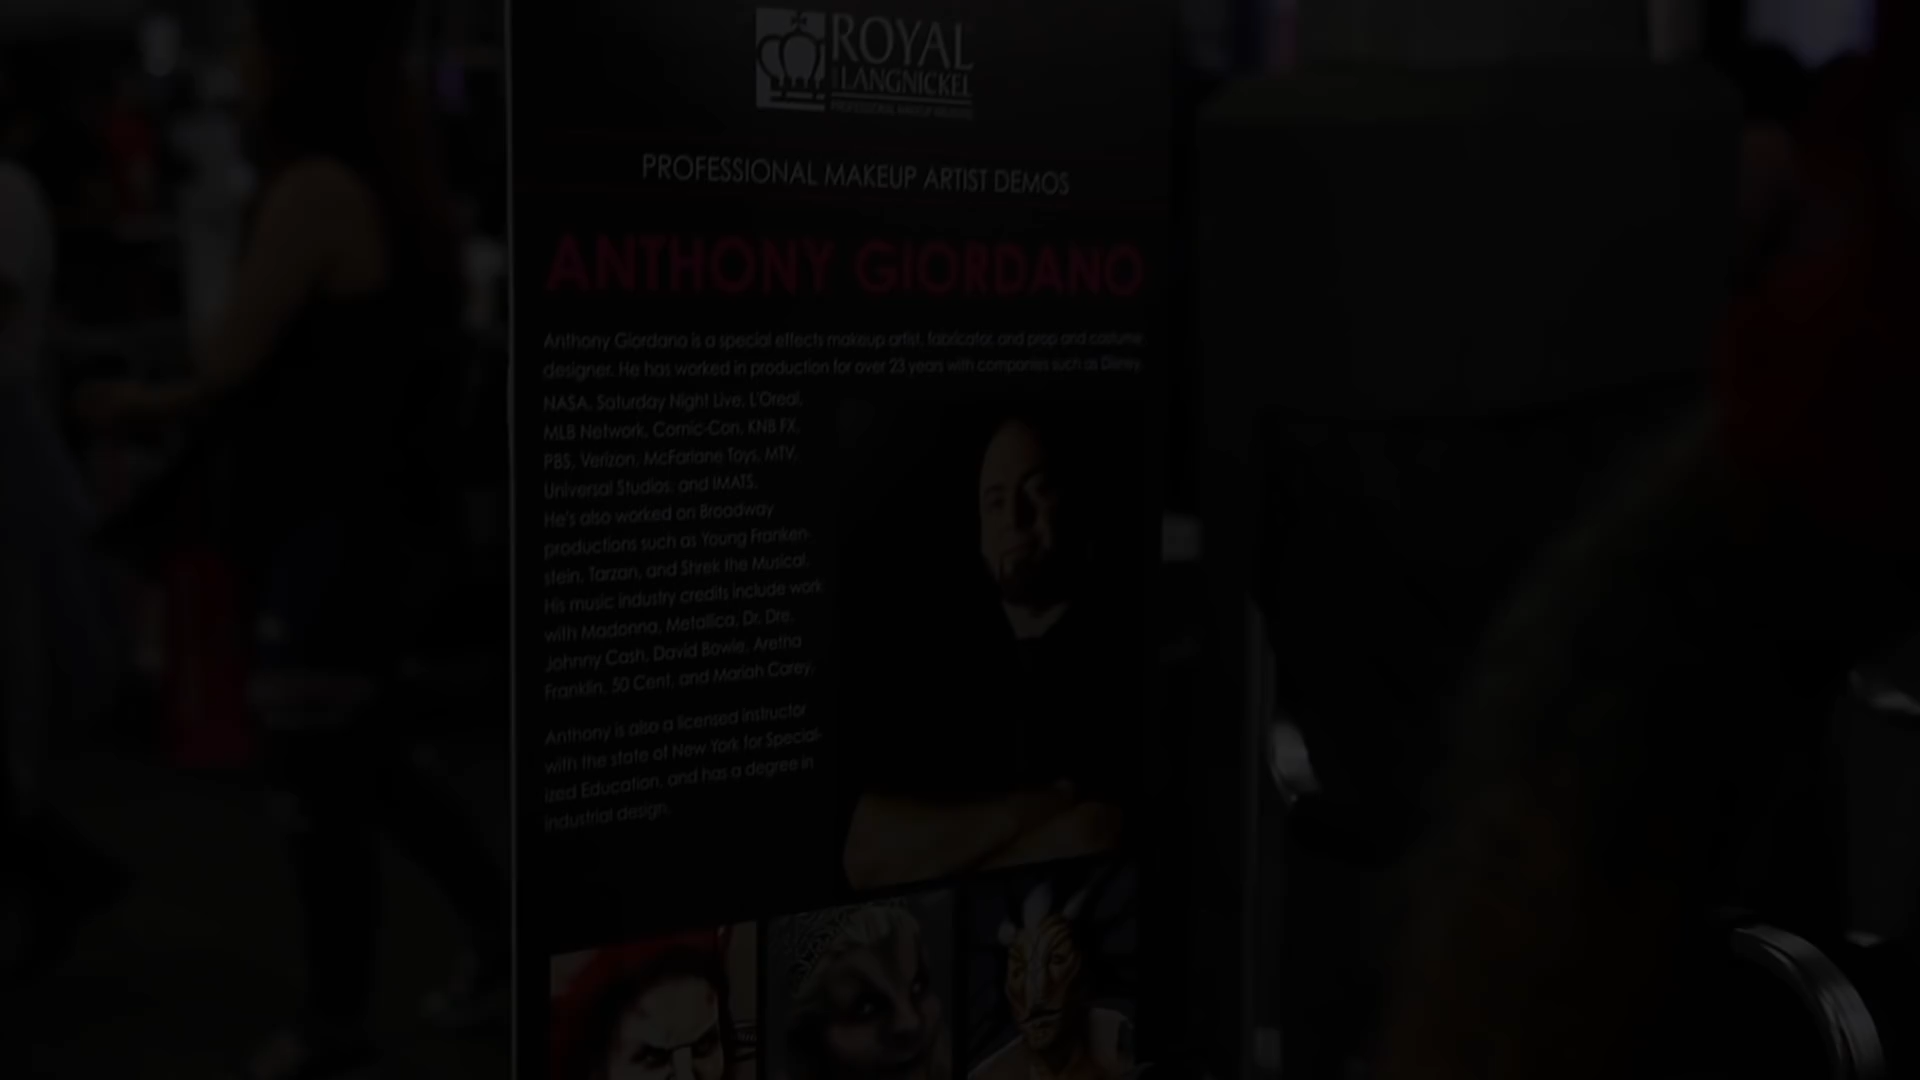 ROYAL
LANGNICKEL
PROFESSIONAL MAKEUP BRUSHES
PROFESSIONAL MAKEUP ARTIST DEMOS
ANTHONY GIORDANO
Anthony Giordano is a special effects makeup artist, fabricator, and prop and costume
designer. He has worked in production for over 23 years with companies such as Disney
NASA, Saturday Night Live, L'Oreal,
MLB Network, Comic-Con, KNB FX,
PBS, Verizon, McFarlane Toys, MTV,
Universal Studios, and IMATS.
He's also worked on Broadway
productions such as Young Franken-
stein, Tarzan, and Shrek the Musical.
His music industry credits include work
with Madonna, Metallica, Dr. Dre,
Johnny Cash, David Bowie, Aretha
Franklin, 50 Cent, and Mariah Carey.
Anthony is also a licensed instructor
with the state of New York for Special-
ized Education, and has a degree in
industrial design.